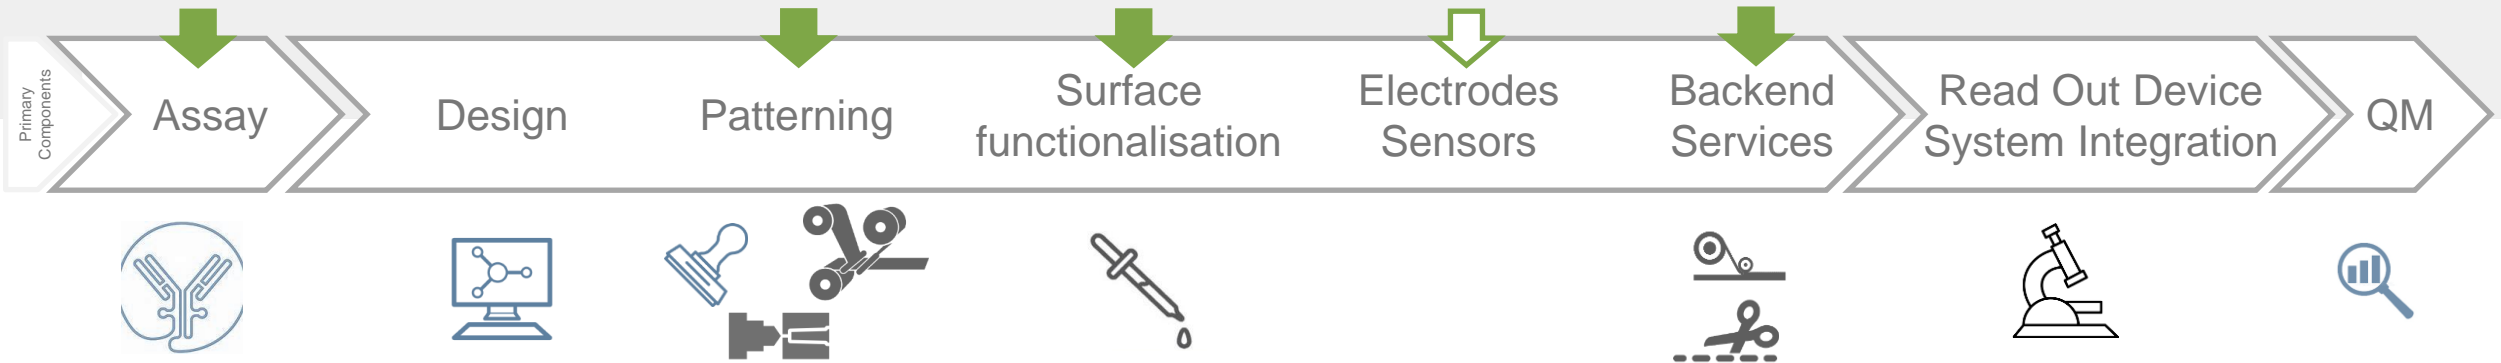 Primary
Components
Assay
Design
Patterning
Surface
functionalisation
Electrodes
Sensors
Backend
Services
Read Out Device
System Integration
QM